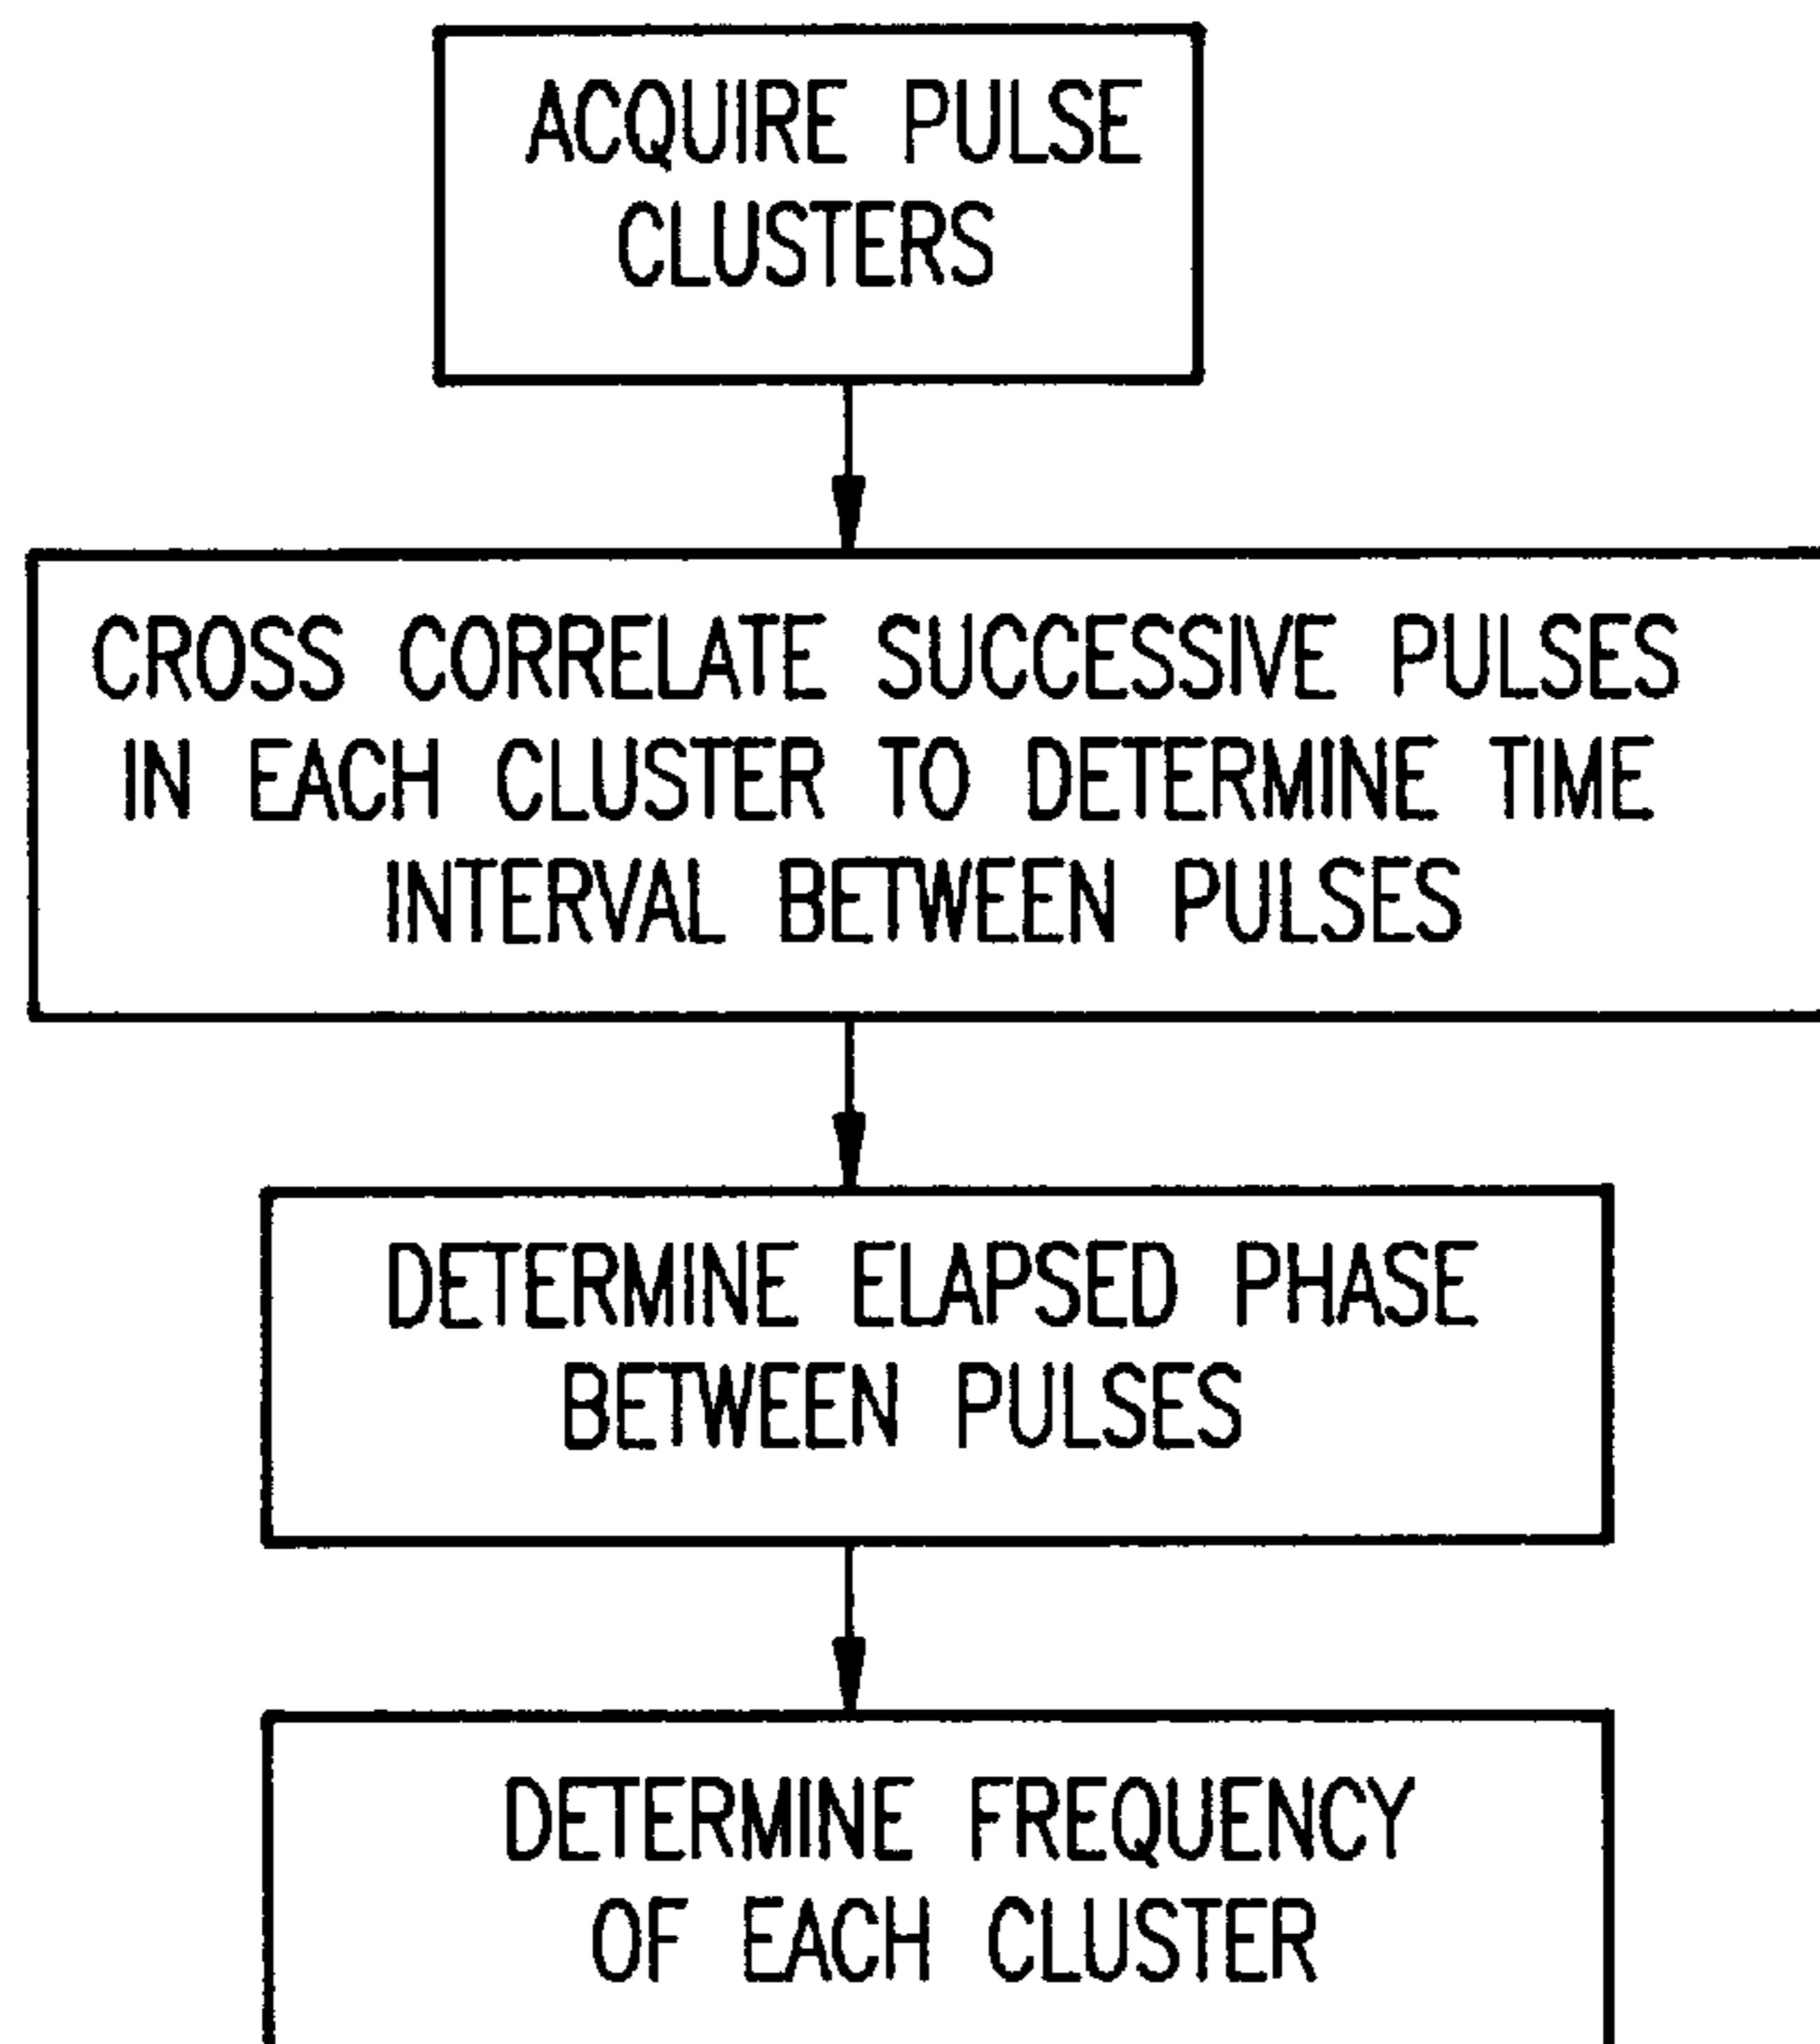 ACQUIRE PULSE
CLUSTERS
CROSS CORRELATE SUCCESSIVE PULSES
IN EACH CLUSTER TO DETERMINE TIME
INTERVAL BETWEEN PULSES
DETERMINE ELAPSED PHASE
BETWEEN PULSES
DETERMINE FREQUENCY
OF EACH CLUSTER